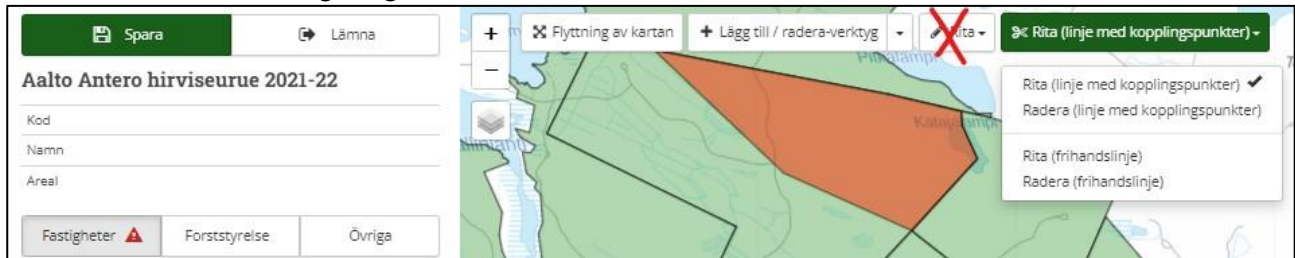 Spara
Lämna
Aalto Antero hirviseurue 2021-22
Kod
Namn
Areal
Fastigheter
Forststyrelse
Övriga
+
−
Flyttning av kartan
+ Lägg till / radera-verktyg
Rita (linje med kopplingspunkter)
Rita (linje med kopplingspunkter)
Radera (linje med kopplingspunkter)
Rita (frihandslinje)
Radera (frihandslinje)